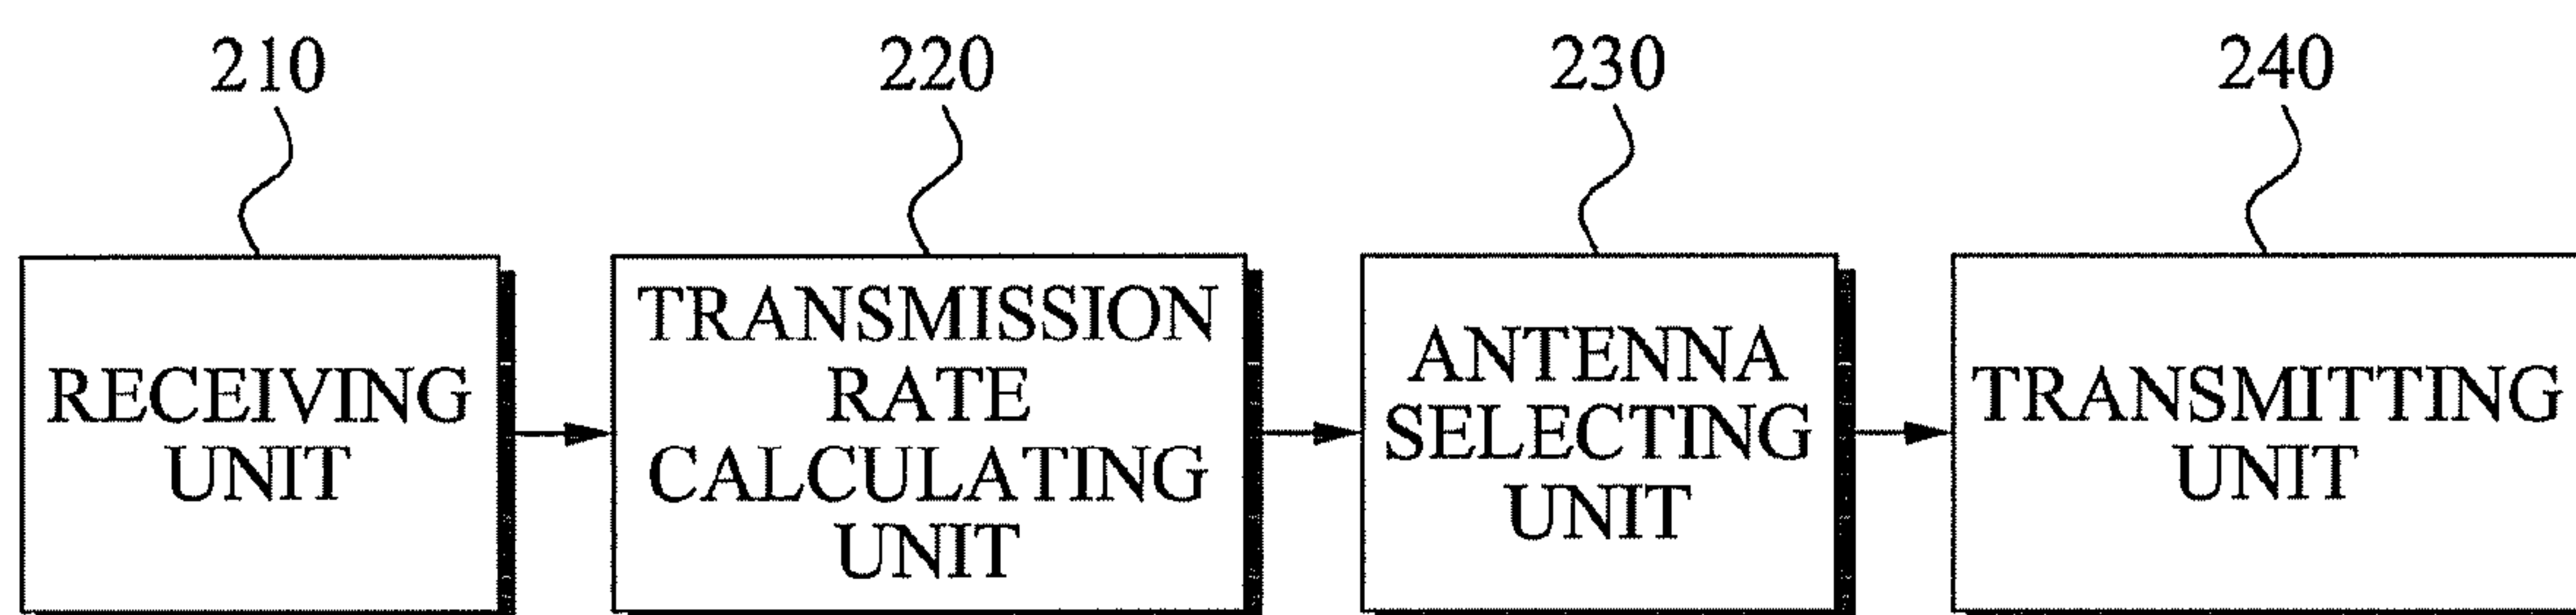 210
220
230
240
RECEIVING
UNIT
TRANSMISSION
RATE
CALCULATING
UNIT
ANTENNA
SELECTING
UNIT
TRANSMITTING
UNIT